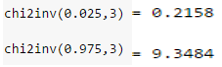 chi2inv(0.025,3) = 0.2158
chi2inv(0.975,3) = 9.3484